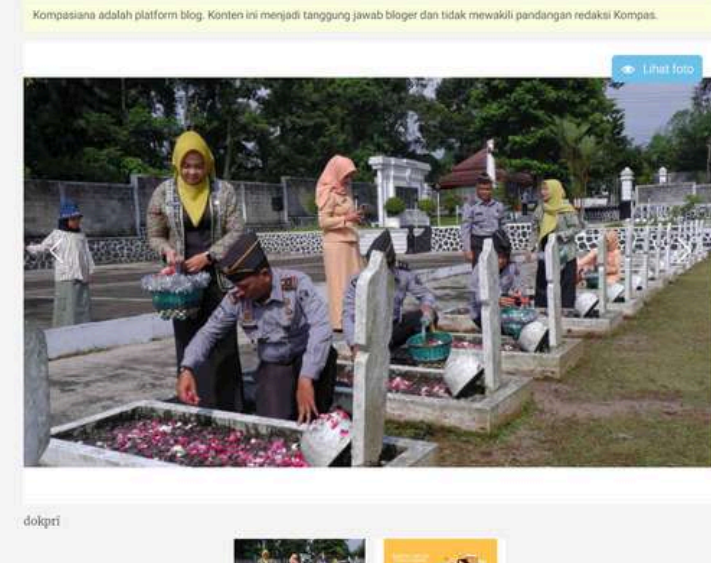 Kompasiana adalah platform blog. Konten ini menjadi tanggung jawab bloger dan tidak mewakili pandangan redaksi Kompas.
Lihat foto
dokpri